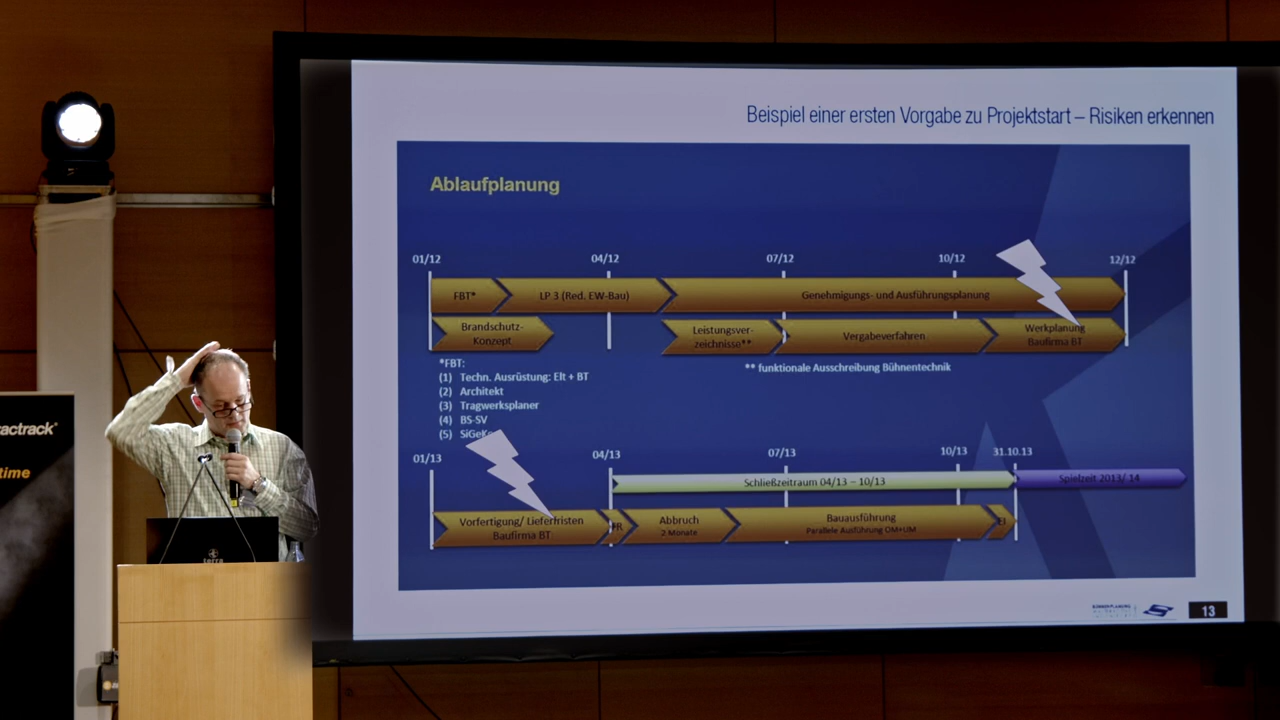 Beispiel einer ersten Vorgabe zu Projektstart – Risiken erkennen
Ablaufplanung
01/12
04/12
07/12
10/12
12/12
FBT*
LP 3 (Red. EW-Bau)
Genehmigungs- und Ausführungsplanung
Brandschutz-
Konzept
Leistungsver-
zeichnisse**
Vergabeverfahren
Werkplanung
Baufirma BT
*FBT:
(1) Techn. Ausrüstung: Elt + BT
(2) Architekt
(3) Tragwerksplaner
(4) BS-SV
(5)
** funktionale Ausschreibung Bühnentechnik
01/13
04/13
07/13
10/13
31.10.13
Schließzeitraum 04/13 – 10/13
Spielzeit 2013/ 14
Vorfertigung/ Lieferfristen
Baufirma BT
Abbruch
2 Monate
Bauausführung
Parallele Ausführung OM+UM
13
actrack
time
terra